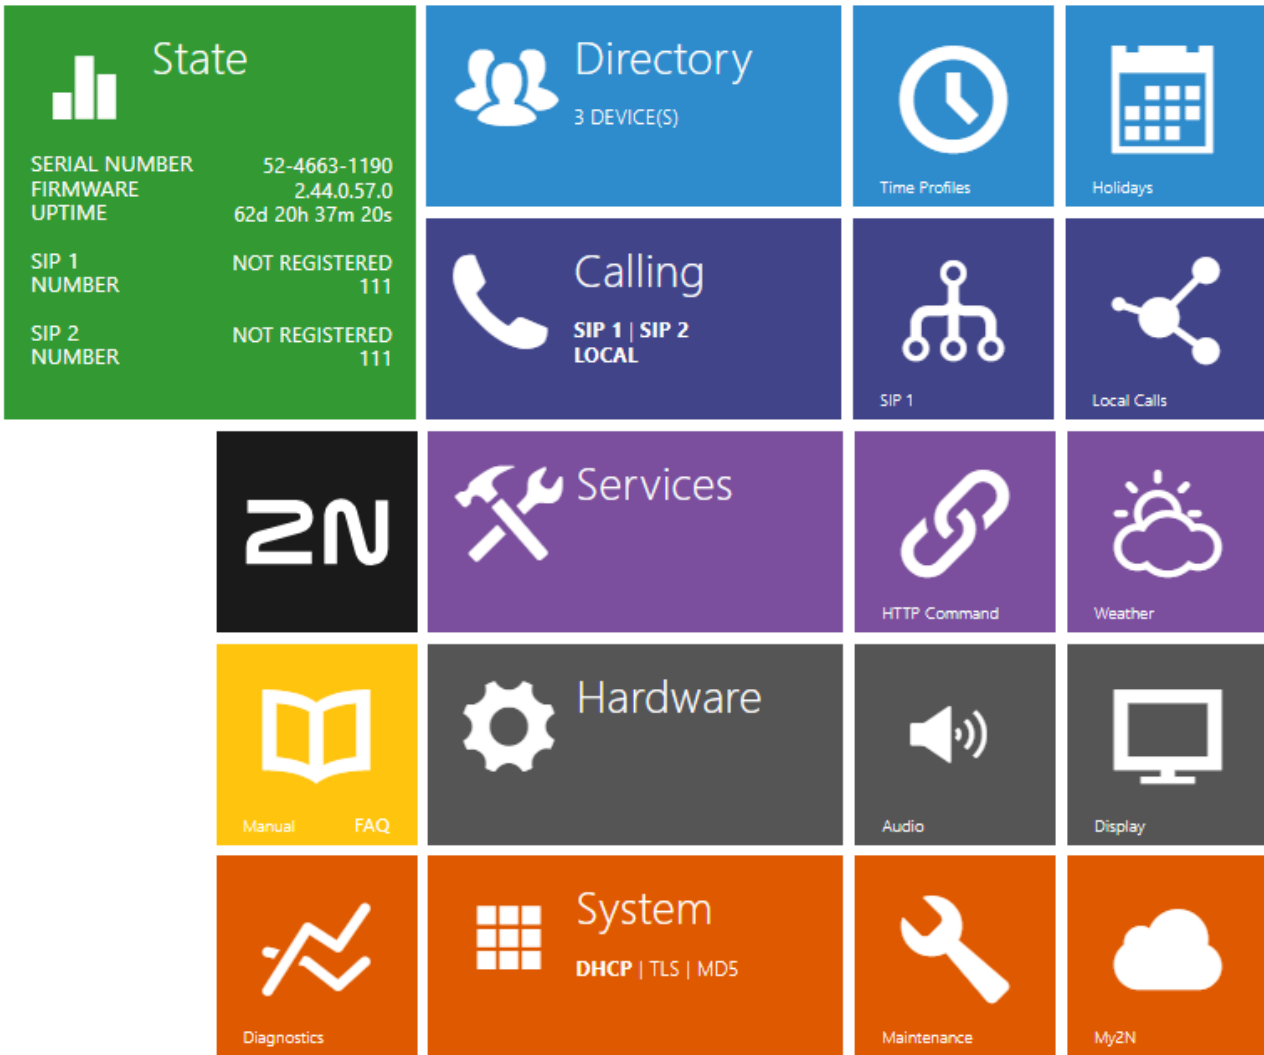 State
SERIAL NUMBER 52-4663-1190
FIRMWARE 2.44.0.57.0
UPTIME 62d 20h 37m 20s
SIP 1 NOT REGISTERED
NUMBER 111
SIP 2 NOT REGISTERED
NUMBER 111
Directory
3 DEVICE(S)
Time Profiles
Holidays
Calling
SIP 1 | SIP 2
LOCAL
SIP 1
Local Calls
2N
Services
HTTP Command
Weather
Manual FAQ
Hardware
Audio
Display
Diagnostics
System
DHCP | TLS | MD5
Maintenance
My2N